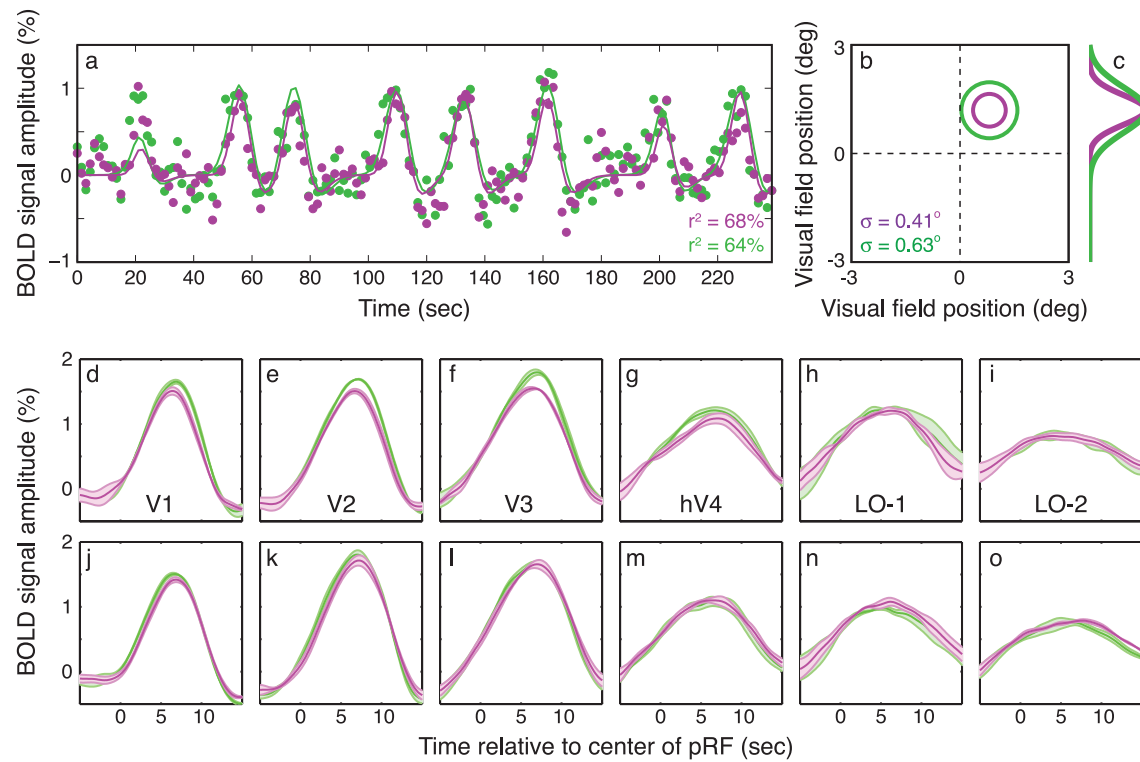 a
BOLD signal amplitude (%)
1
0
−1
0 20 40 60 80 100 120 140 160 180 200 220
Time (sec)
r² = 68%
r² = 64%
b
Visual field position (deg)
3
0
-3
-3 0 3
Visual field position (deg)
σ = 0.41°
σ = 0.63°
c
BOLD signal amplitude (%)
2
1
0
d
V1
e
V2
f
V3
g
hV4
h
LO-1
i
LO-2
BOLD signal amplitude (%)
2
1
0
j
k
l
m
n
o
0 5 10
0 5 10
0 5 10
0 5 10
0 5 10
0 5 10
Time relative to center of pRF (sec)